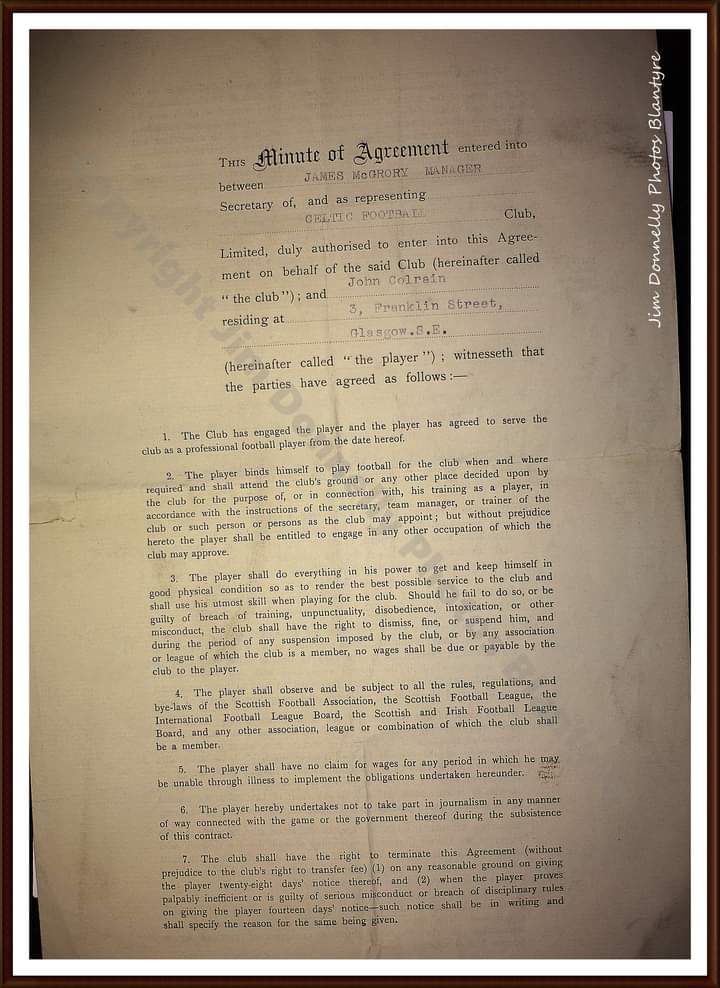 THIS Minute of Agreement entered into
between JAMES McGRORY MANAGER
Secretary of, and as representing
CELTIC FOOTBALL Club,
Limited, duly authorised to enter into this Agree-
ment on behalf of the said Club (hereinafter called
“ the club ”) ; and John Colrain
residing at 3, Franklin Street,
Glasgow.S.E.
(hereinafter called “ the player ”) ; witnesseth that
the parties have agreed as follows :—
1. The Club has engaged the player and the player has agreed to serve the
club as a professional football player from the date hereof.
2. The player binds himself to play football for the club when and where
required and shall attend the club's ground or any other place decided upon by
the club for the purpose of, or in connection with, his training as a player, in
accordance with the instructions of the secretary, team manager, or trainer of the
club or such person or persons as the club may appoint ; but without prejudice
hereto the player shall be entitled to engage in any other occupation of which the
club may approve.
3. The player shall do everything in his power to get and keep himself in
good physical condition so as to render the best possible service to the club and
shall use his utmost skill when playing for the club. Should he fail to do so, or be
guilty of breach of training, unpunctuality, disobedience, intoxication, or other
misconduct, the club shall have the right to dismiss, fine, or suspend him, and
during the period of any suspension imposed by the club, or by any association
or league of which the club is a member, no wages shall be due or payable by the
club to the player.
4. The player shall observe and be subject to all the rules, regulations, and
bye-laws of the Scottish Football Association, the Scottish Football League, the
International Football League Board, the Scottish and Irish Football League
Board, and any other association, league or combination of which the club shall
be a member.
5. The player shall have no claim for wages for any period in which he may
be unable through illness to implement the obligations undertaken hereunder.
6. The player hereby undertakes not to take part in journalism in any manner
of way connected with the game or the government thereof during the subsistence
of this contract.
7. The club shall have the right to terminate this Agreement (without
prejudice to the club's right to transfer fee) (1) on any reasonable ground on giving
the player twenty-eight days' notice thereof, and (2) when the player proves
palpably inefficient or is guilty of serious misconduct or breach of disciplinary rules
on giving the player fourteen days' notice—such notice shall be in writing and
shall specify the reason for the same being given.
Jim Donnelly Photos Blantyre